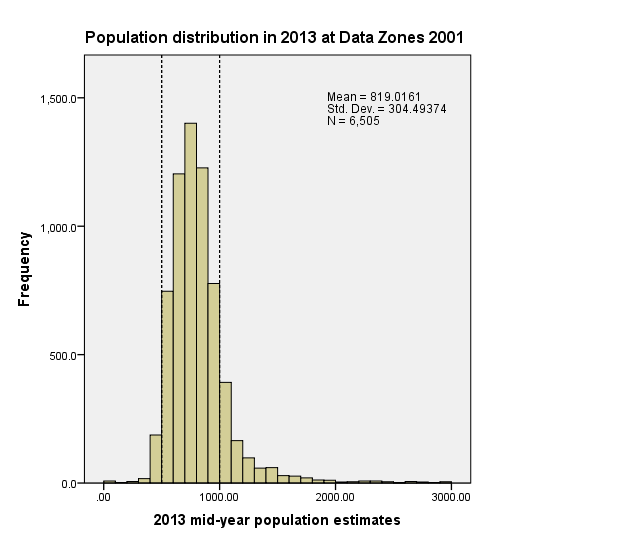 Population distribution in 2013 at Data Zones 2001
Mean = 819.0161
Std. Dev. = 304.49374
N = 6,505
1,500.0
1,000.0
500.0
0.0
Frequency
.00
1000.00
2000.00
3000.00
2013 mid-year population estimates